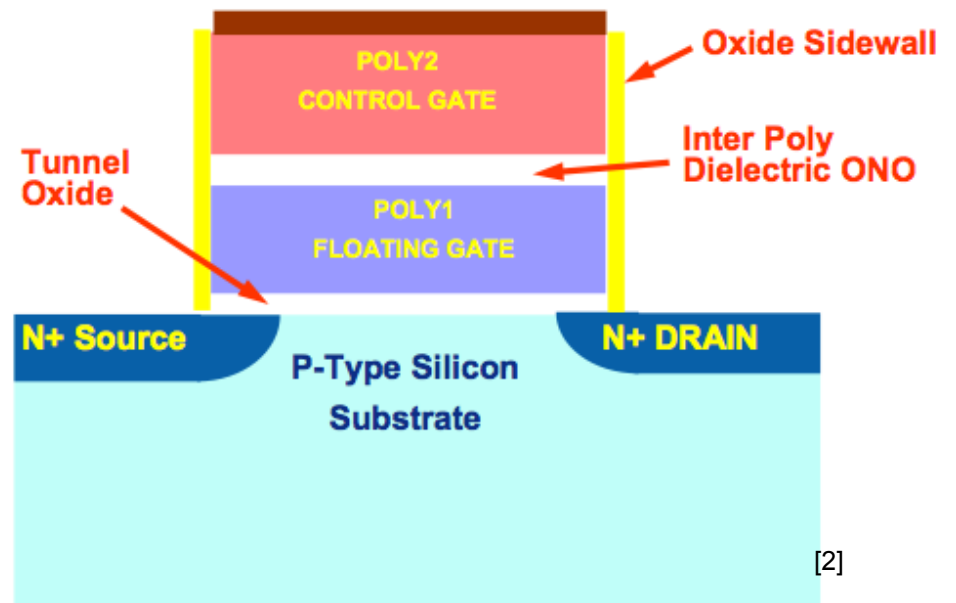 POLY2
CONTROL GATE
Oxide Sidewall
Inter Poly
Dielectric ONO
Tunnel
Oxide
POLY1
FLOATING GATE
N+ Source
N+ DRAIN
P-Type Silicon
Substrate
[2]